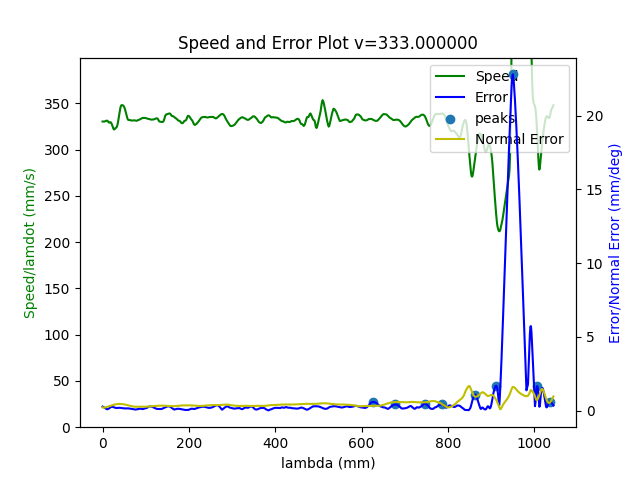 Speed and Error Plot v=333.000000
Speed
Error
peaks
Normal Error
Speed/lamdot (mm/s)
350
300
250
200
150
100
50
0
20
15
10
5
0
Error/Normal Error (mm/deg)
0 200 400 600 800 1000
lambda (mm)